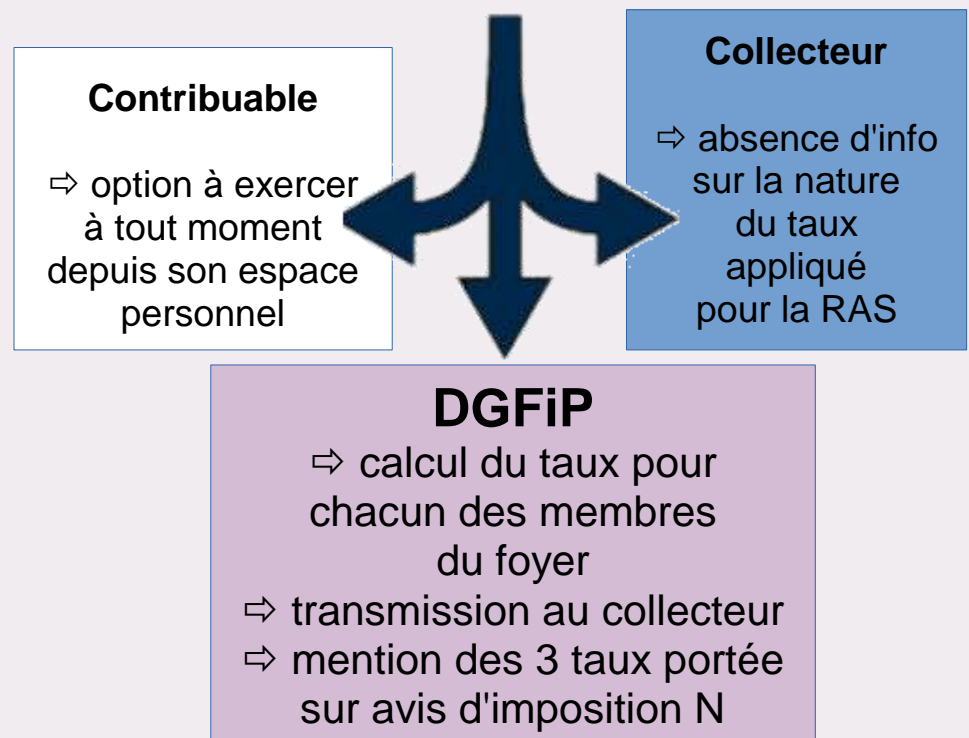 Contribuable
⇨ option à exercer
à tout moment
depuis son espace
personnel
Collecteur
⇨ absence d'info
sur la nature
du taux
appliqué
pour la RAS
DGFiP
⇨ calcul du taux pour
chacun des membres
du foyer
⇨ transmission au collecteur
⇨ mention des 3 taux portée
sur avis d'imposition N